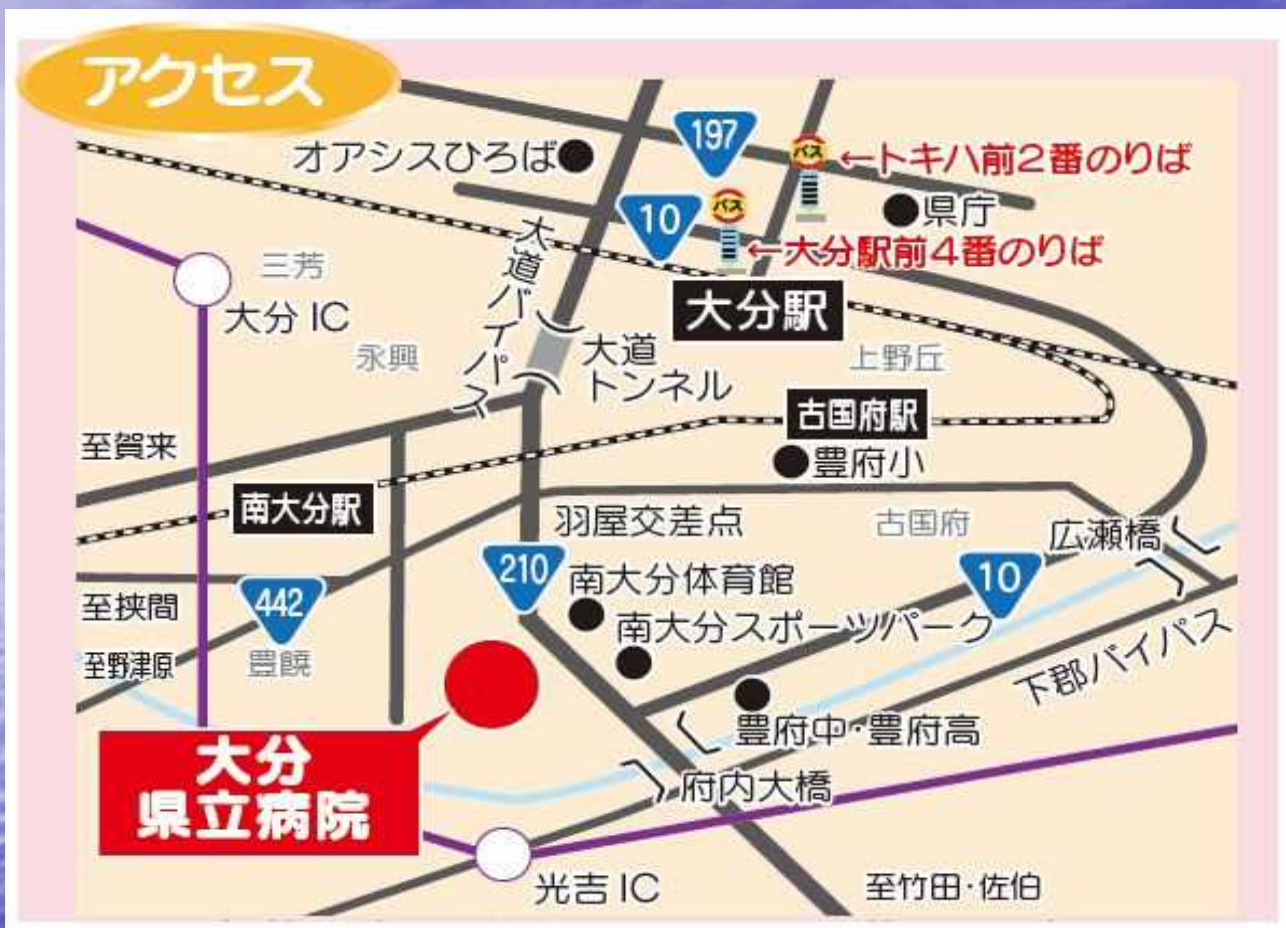 アクセス
オアシスひろば
197
バス
←トキハ前2番のりば
10
バス
県庁
←大分駅前4番のりば
三芳
大分IC
大道バイパス
大分駅
永興
大道
トンネル
上野丘
古国府駅
至賀来
豊府小
南大分駅
羽屋交差点
古国府
広瀬橋
210
南大分体育館
10
至挟間
442
南大分スポーツパーク
至野津原
豊饒
下郡バイパス
豊府中・豊府高
大分
県立病院
府内大橋
光吉IC
至竹田・佐伯